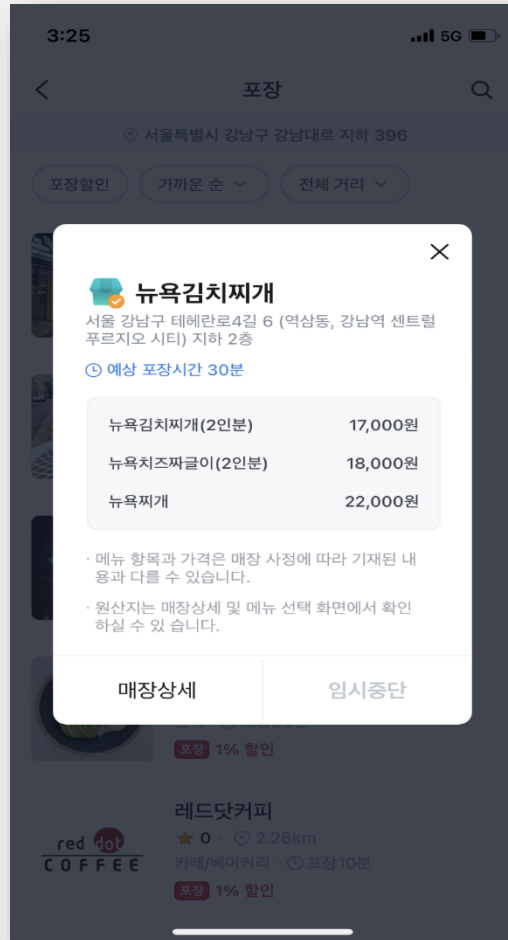 3:25
5G
포장
서울특별시 강남구 강남대로 지하 396
포장할인
가까운 순
전체 거리
뉴욕김치찌개
서울 강남구 테헤란로4길 6 (역삼동, 강남역 센트럴
푸르지오 시티) 지하 2층
예상 포장시간 30분
뉴욕김치찌개(2인분) 17,000원
뉴욕치즈짜글이(2인분) 18,000원
뉴욕찌개 22,000원
· 메뉴 항목과 가격은 매장 사정에 따라 기재된 내
용과 다를 수 있습니다.
· 원산지는 매장상세 및 메뉴 선택 화면에서 확인
하실 수 있 습니다.
매장상세
임시중단
포장 1% 할인
red dot
COFFEE
레드닷커피
★ 0 · 2.26km
카페/베이커리 · 포장10분
포장 1% 할인